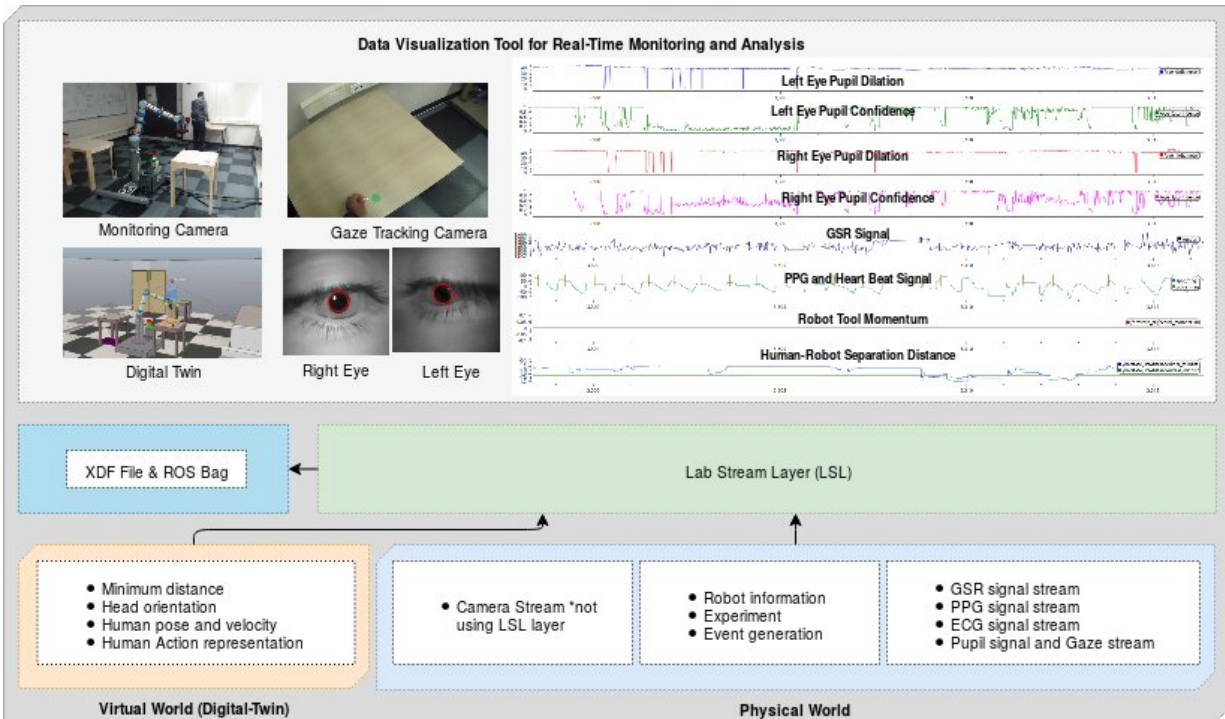 Data Visualization Tool for Real-Time Monitoring and Analysis
Monitoring Camera
Gaze Tracking Camera
Digital Twin
Right Eye
Left Eye
Left Eye Pupil Dilation
Left Eye Pupil Confidence
Right Eye Pupil Dilation
Right Eye Pupil Confidence
GSR Signal
PPG and Heart Beat Signal
Robot Tool Momentum
Human-Robot Separation Distance
XDF File & ROS Bag
Lab Stream Layer (LSL)
● Minimum distance
● Head orientation
● Human pose and velocity
● Human Action representation
● Camera Stream *not
using LSL layer
● Robot information
● Experiment
● Event generation
● GSR signal stream
● PPG signal stream
● ECG signal stream
● Pupil signal and Gaze stream
Virtual World (Digital-Twin)
Physical World